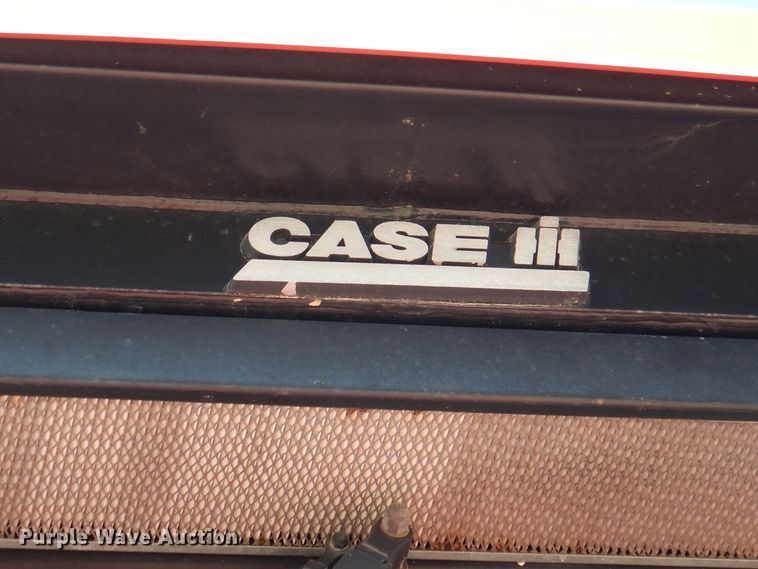 CASE IH
Purple Wave Auction